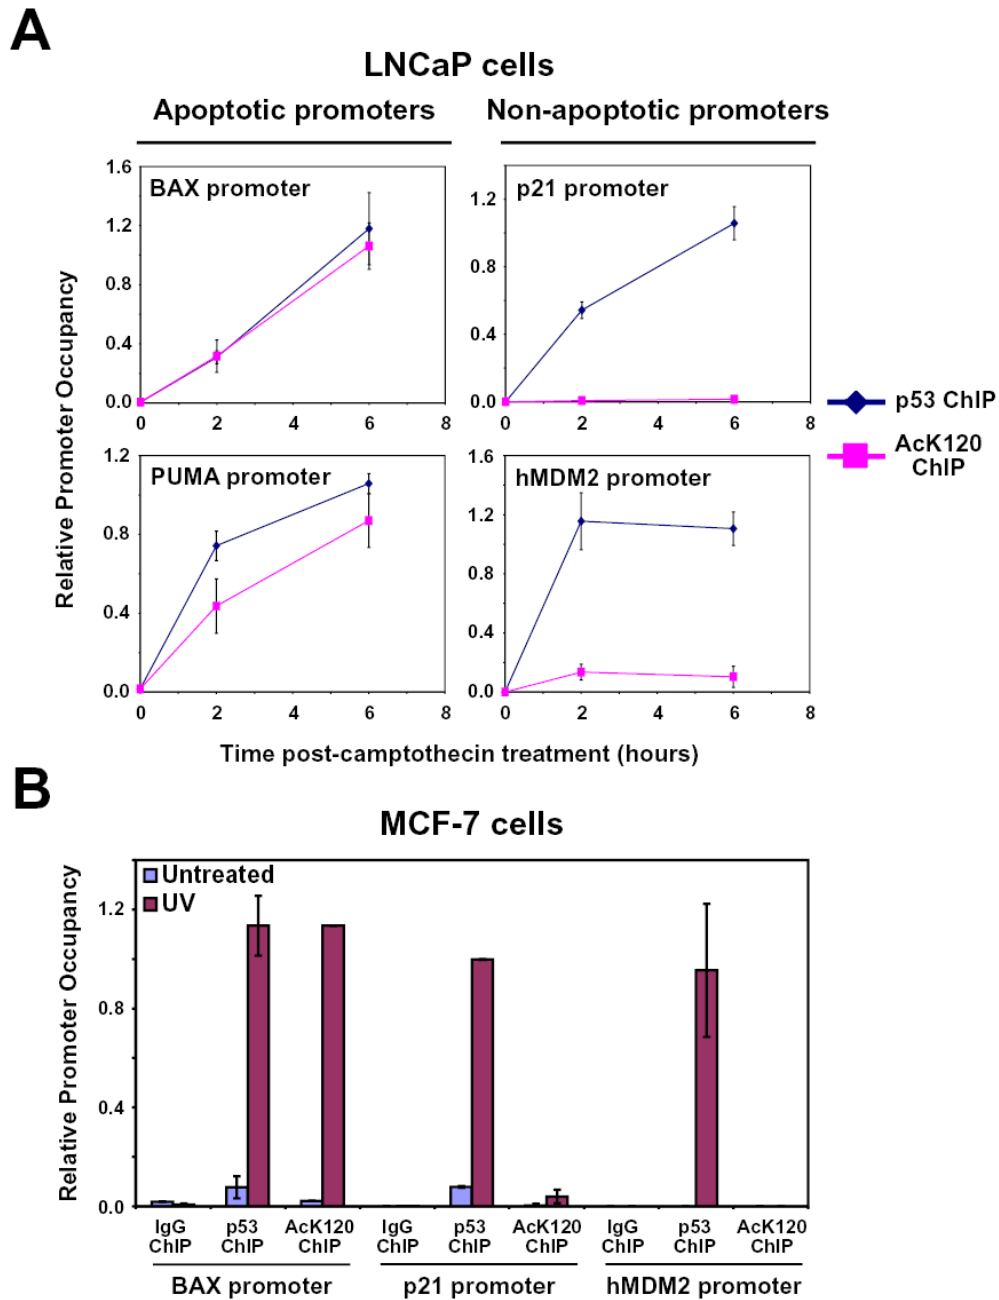 A
LNCaP cells
Apoptotic promoters
Non-apoptotic promoters
Relative Promoter Occupancy
BAX promoter
1.6
1.2
0.8
0.4
0.0
0 2 4 6 8
p21 promoter
1.2
0.8
0.4
0.0
0 2 4 6 8
p53 ChIP
AcK120
ChIP
PUMA promoter
1.2
0.8
0.4
0.0
0 2 4 6 8
hMDM2 promoter
1.6
1.2
0.8
0.4
0.0
0 2 4 6 8
Time post-camptothecin treatment (hours)
B
MCF-7 cells
Relative Promoter Occupancy
Untreated
UV
1.2
0.8
0.4
0.0
IgG ChIP
p53 ChIP
AcK120 ChIP
IgG ChIP
p53 ChIP
AcK120 ChIP
IgG ChIP
p53 ChIP
AcK120 ChIP
BAX promoter
p21 promoter
hMDM2 promoter